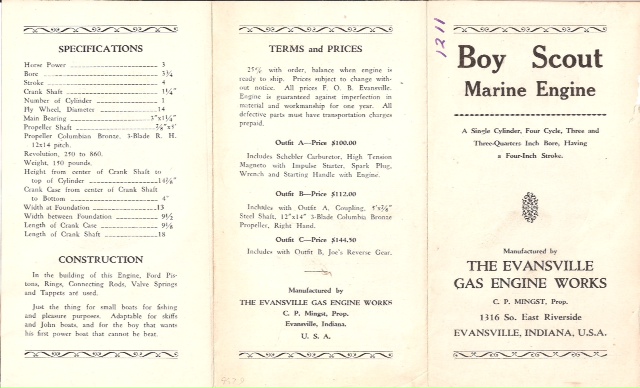 SPECIFICATIONS
Horse Power 3
Bore 3¾
Stroke 4
Crank Shaft 1¼"
Number of Cylinder 1
Fly Wheel, Diameter 14
Main Bearing 3"x1¼"
Propeller Shaft ⅞"x5'
Propeller Columbian Bronze, 3-Blade R. H.
12x14 pitch.
Revolution, 250 to 860.
Weight, 150 pounds.
Height from center of Crank Shaft to
top of Cylinder 14⅞"
Crank Case from center of Crank Shaft
to Bottom 4"
Width at Foundation 13
Width between Foundation 9½
Length of Crank Case 9⅛
Length of Crank Shaft 18
CONSTRUCTION
In the building of this Engine, Ford Pis-
tons, Rings, Connecting Rods, Valve Springs
and Tappets are used.
Just the thing for small boats for fishing
and pleasure purposes. Adaptable for skiffs
and John boats, and for the boy that wants
his first power boat that cannot be bear.
TERMS and PRICES
25% with order, balance when engine is
ready to ship. Prices subject to change with-
out notice. All prices F. O. B. Evansville.
Engine is guaranteed against imperfection in
material and workmanship for one year. All
defective parts must have transportation charges
prepaid.
Outfit A—Price $100.00
Includes Schebler Carburetor, High Tension
Magneto with Impulse Starter, Spark Plug,
Wrench and Starting Handle with Engine.
Outfit B—Price $112.00
Includes with Outfit A, Coupling, 5'x⅞"
Steel Shaft, 12"x14" 3-Blade Columbia Bronze
Propeller, Right Hand.
Outfit C—Price $144.50
Includes with Outfit B, Joe's Reverse Gear.
Manufactured by
THE EVANSVILLE GAS ENGINE WORKS
C. P. Mingst, Prop.
Evansville, Indiana,
U. S. A.
1211
Boy Scout
Marine Engine
A Single Cylinder, Four Cycle, Three and
Three-Quarters Inch Bore, Having
a Four-Inch Stroke.
Manufactured by
THE EVANSVILLE
GAS ENGINE WORKS
C. P. MINGST, Prop.
1316 So. East Riverside
EVANSVILLE, INDIANA, U.S.A.